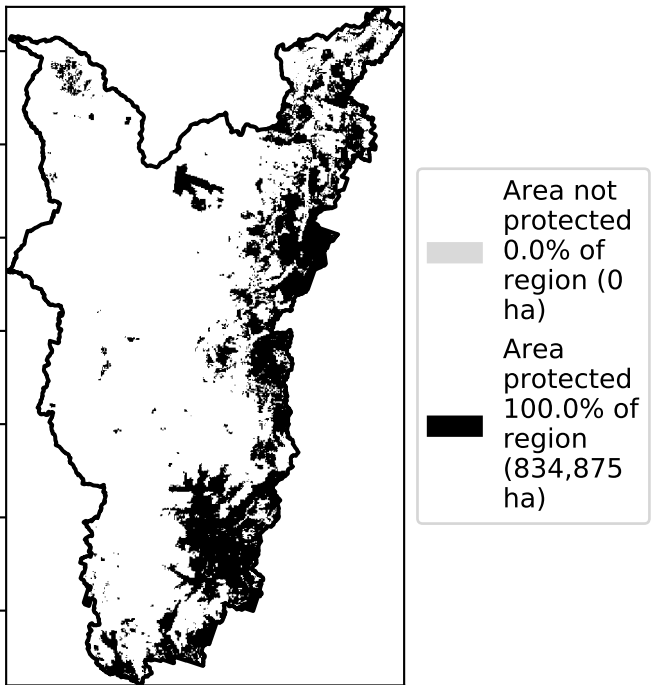 Area not
protected
0.0% of
region (0
ha)
Area
protected
100.0% of
region
(834,875
ha)